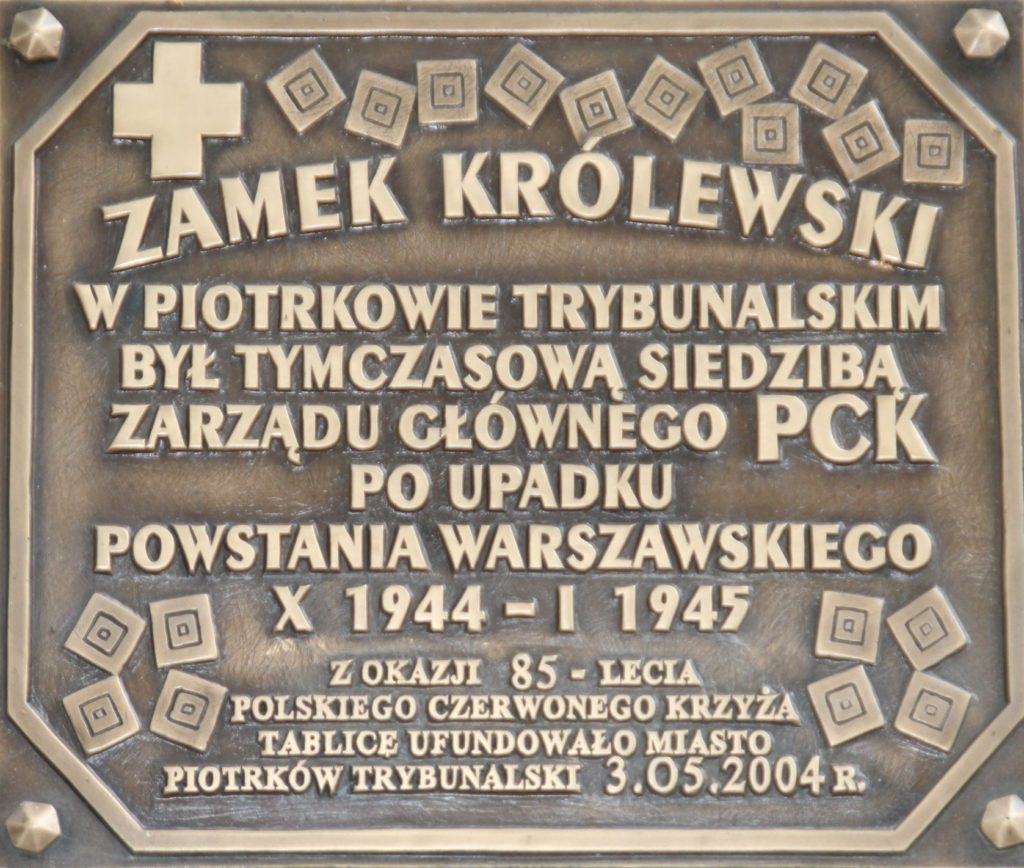 ZAMEK KRÓLEWSKI
W PIOTRKOWIE TRYBUNALSKIM
BYŁ TYMCZASOWĄ SIEDZIBĄ
ZARZĄDU GŁÓWNEGO PCK
PO UPADKU
POWSTANIA WARSZAWSKIEGO
X 1944 – I 1945
Z OKAZJI 85 - LECIA
POLSKIEGO CZERWONEGO KRZYŻA
TABLICĘ UFUNDOWAŁO MIASTO
PIOTRKÓW TRYBUNALSKI 3.05.2004 R.